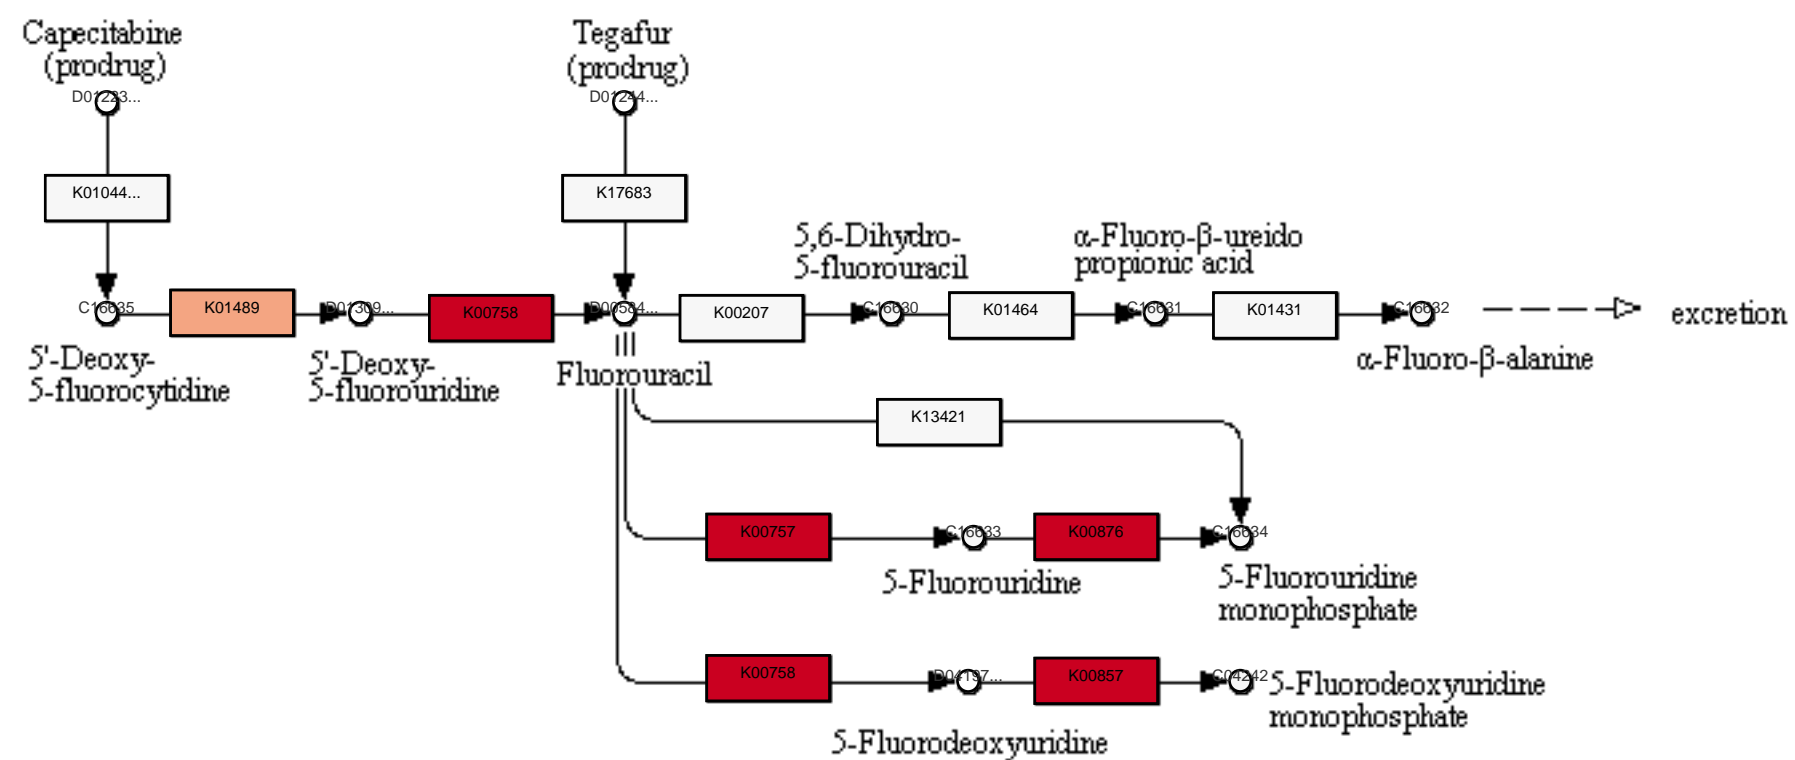 Capecitabine
(prodrug)
Tegafur
(prodrug)
D01223...
D01244...
K01044...
K17683
5,6-Dihydro-
5-fluorouracil
α-Fluoro-β-ureido
propionic acid
C16635
K01489
D01309...
K00758
D00584...
K00207
C16630
K01464
C16631
K01431
C16632
excretion
5'-Deoxy-
5-fluorocytidine
5'-Deoxy-
5-fluorouridine
Fluorouracil
α-Fluoro-β-alanine
K13421
K00757
C16633
K00876
C16634
5-Fluorouridine
5-Fluorouridine
monophosphate
K00758
D04197...
K00857
C04242
5-Fluorodeoxyuridine
monophosphate
5-Fluorodeoxyuridine